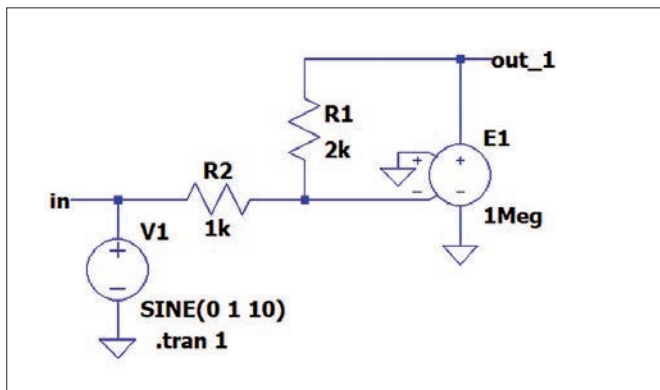 out_1
R1
2k
E1
+
+
−
−
1Meg
R2
1k
in
V1
+
−
SINE(0 1 10)
.tran 1